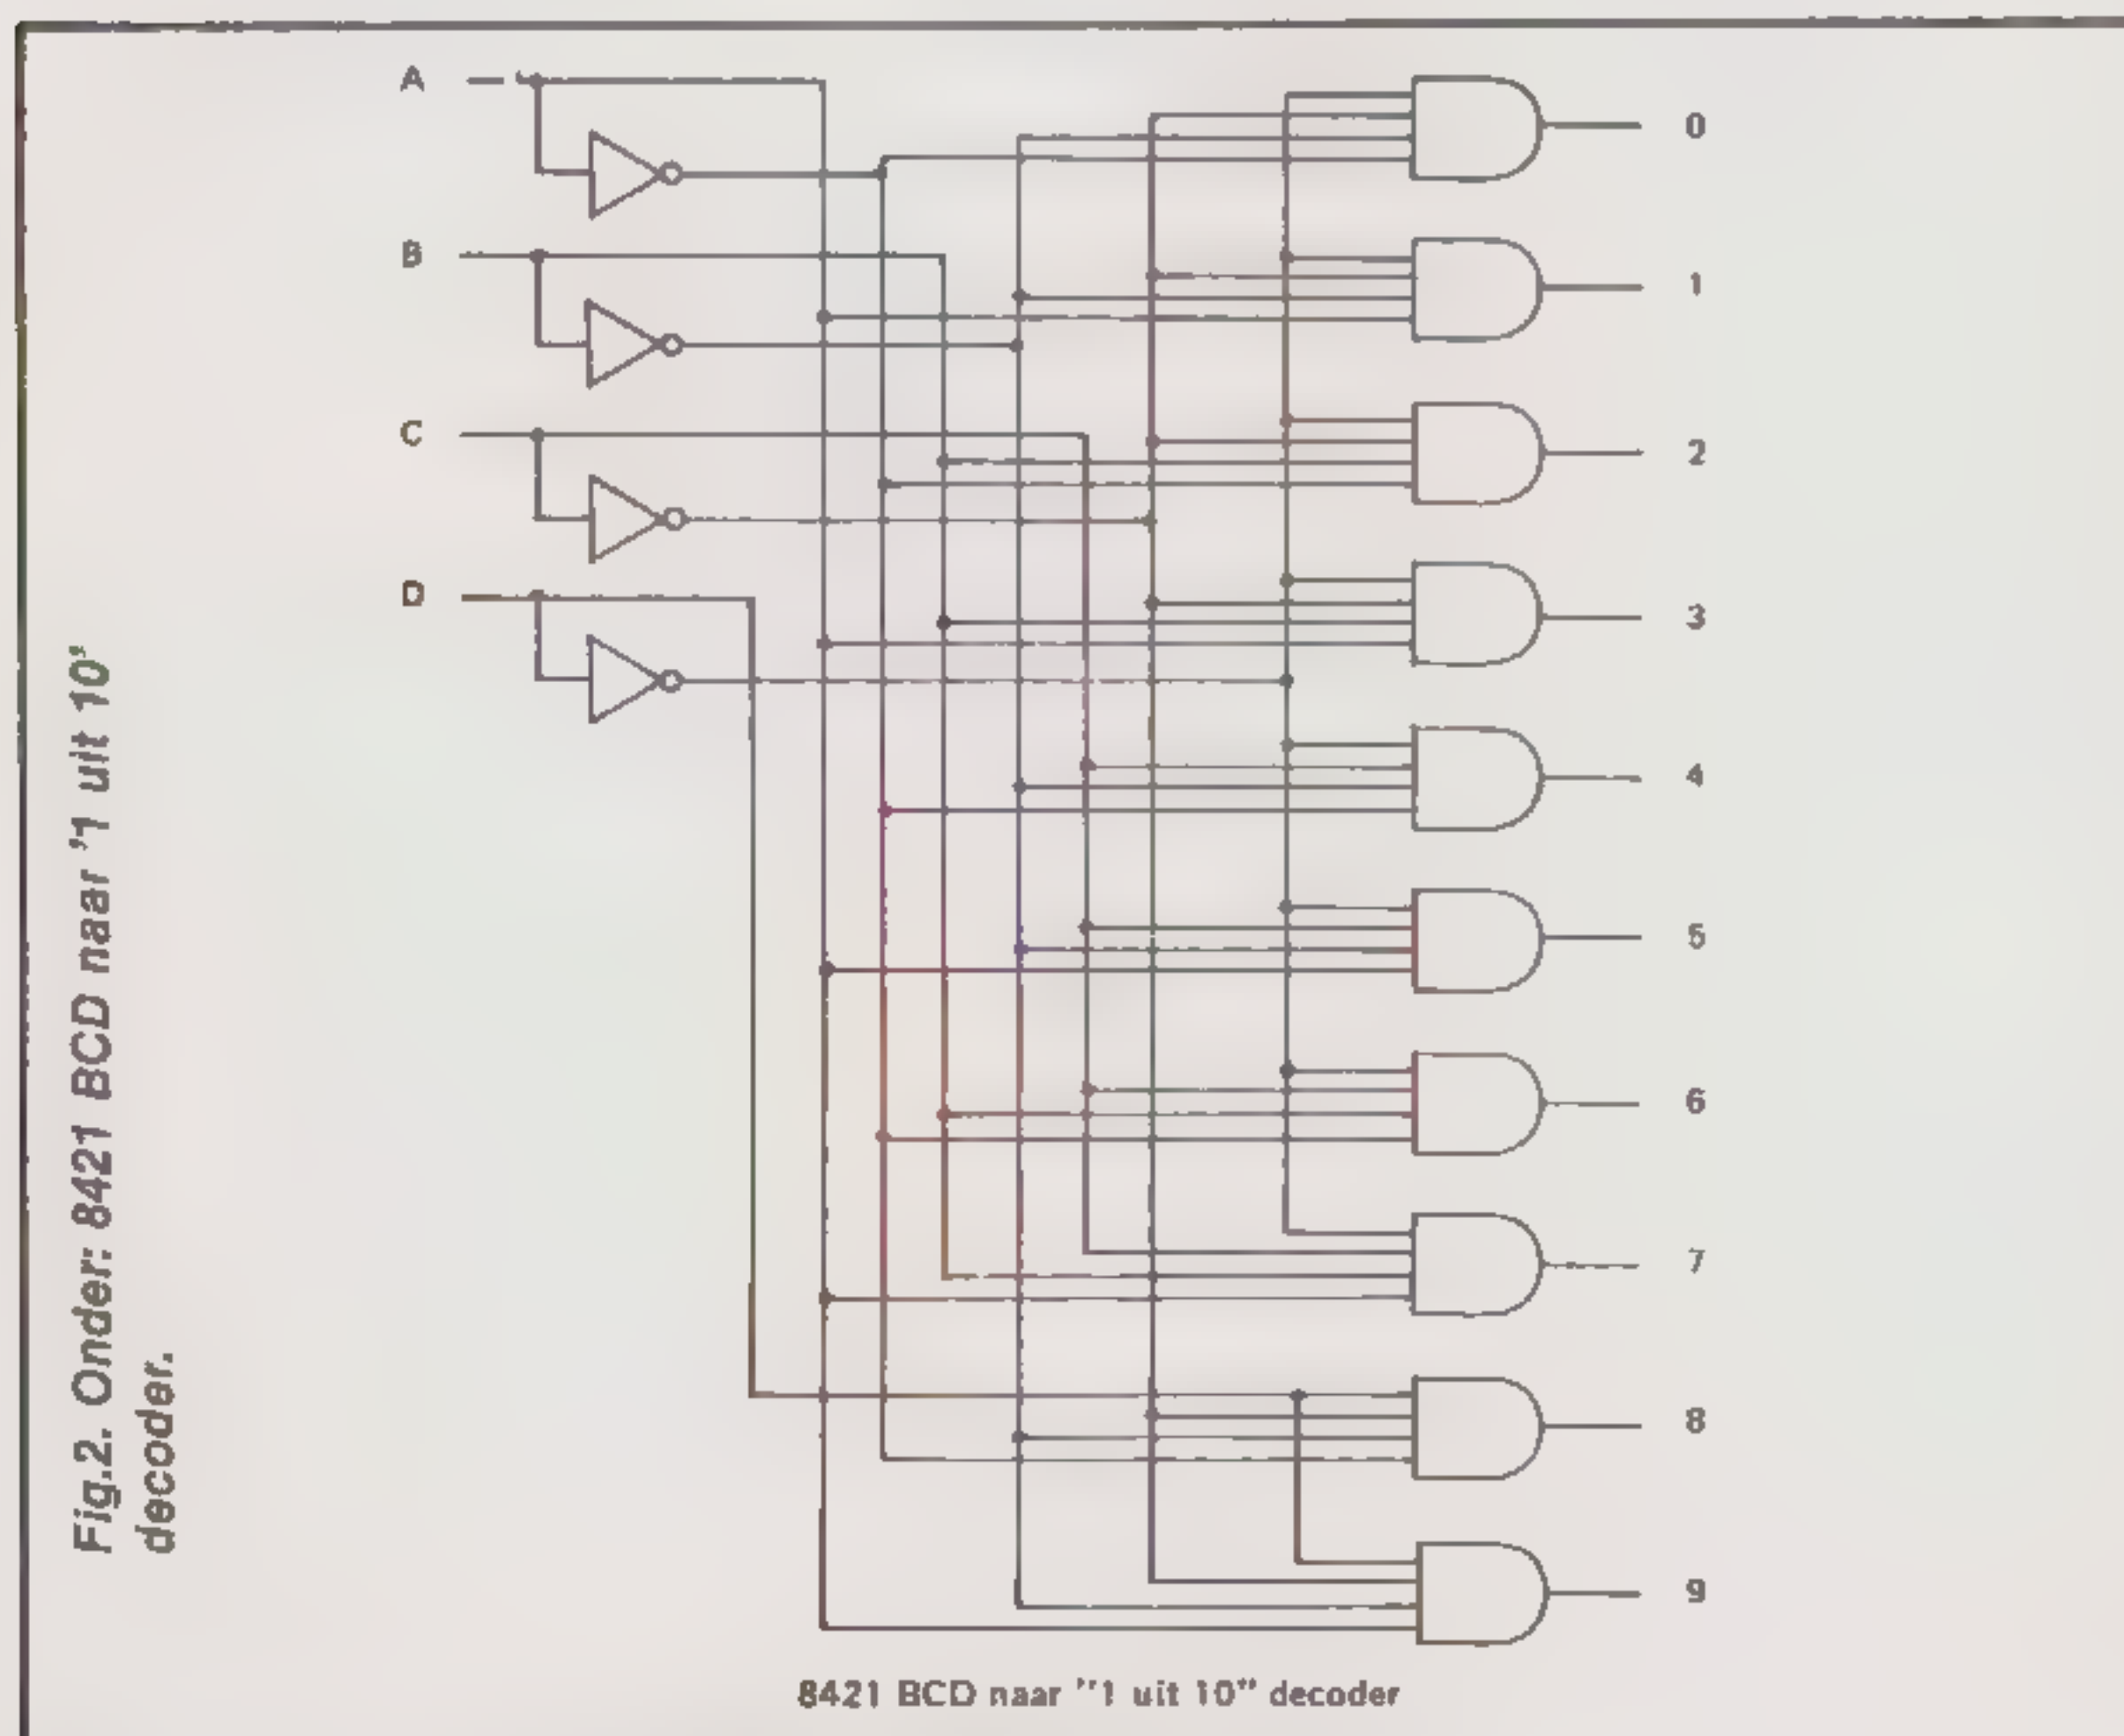 A
B
C
D
0
1
2
3
4
5
6
7
8
9
Fig.2. Onder: 8421 BCD naar '1 uit 10'
decoder.
8421 BCD naar "1 uit 10" decoder